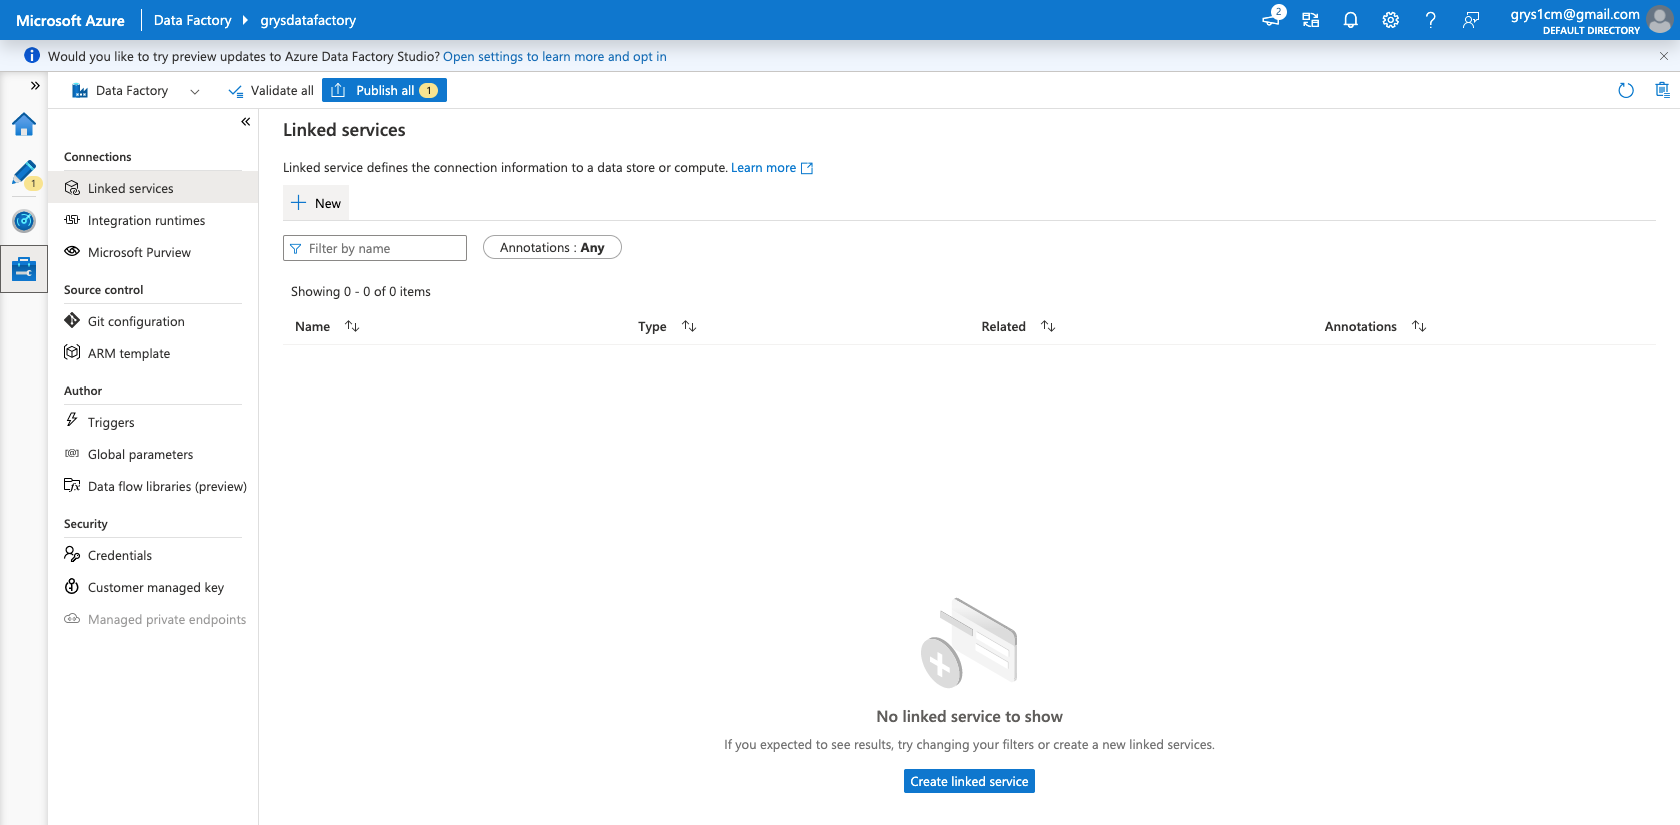 Microsoft Azure Data Factory grysdatafactory 2 ? grys1cm@gmail.com
DEFAULT DIRECTORY
Would you like to try preview updates to Azure Data Factory Studio? Open settings to learn more and opt in
Data Factory Validate all Publish all 1
1
Connections
Linked services
Integration runtimes
Microsoft Purview
Source control
Git configuration
ARM template
Author
Triggers
Global parameters
Data flow libraries (preview)
Security
Credentials
Customer managed key
Managed private endpoints
Linked services
Linked service defines the connection information to a data store or compute. Learn more
New
Filter by name Annotations : Any
Showing 0 - 0 of 0 items
Name Type Related Annotations
No linked service to show
If you expected to see results, try changing your filters or create a new linked services.
Create linked service